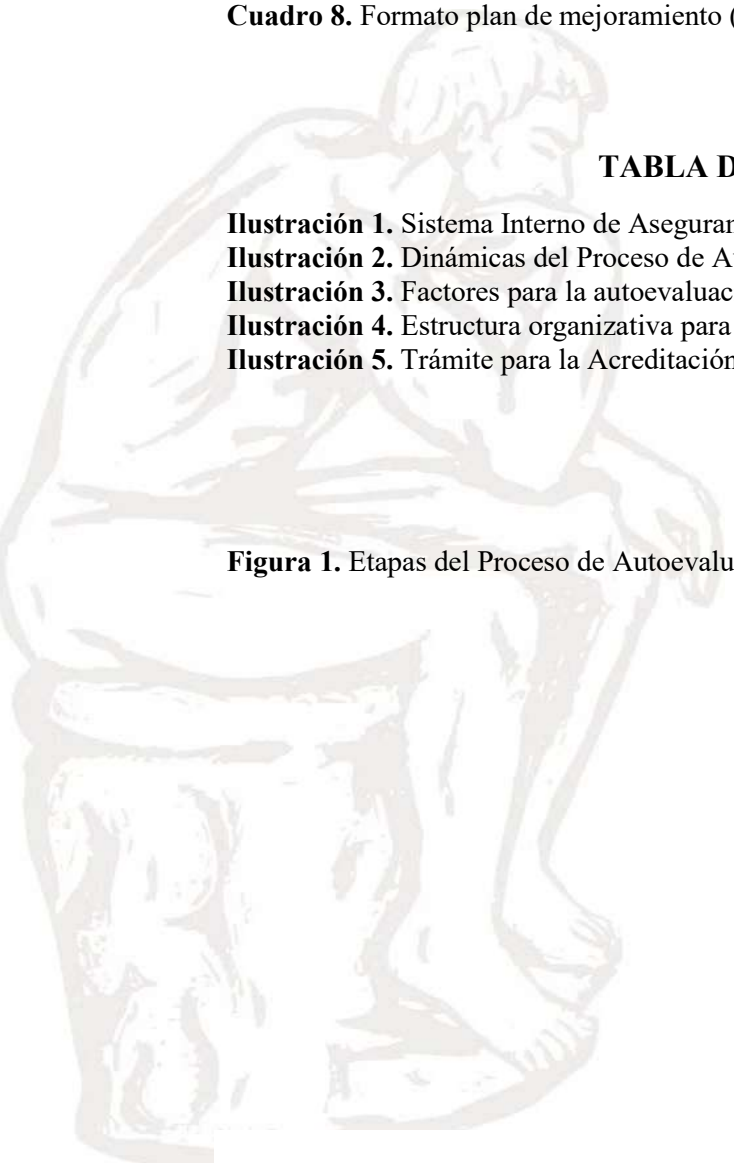 Cuadro 8. Formato plan de mejoramiento (
TABLA D
Ilustración 1. Sistema Interno de Asegura
Ilustración 2. Dinámicas del Proceso de A
Ilustración 3. Factores para la autoevaluac
Ilustración 4. Estructura organizativa para
Ilustración 5. Trámite para la Acreditación
Figura 1. Etapas del Proceso de Autoevalu